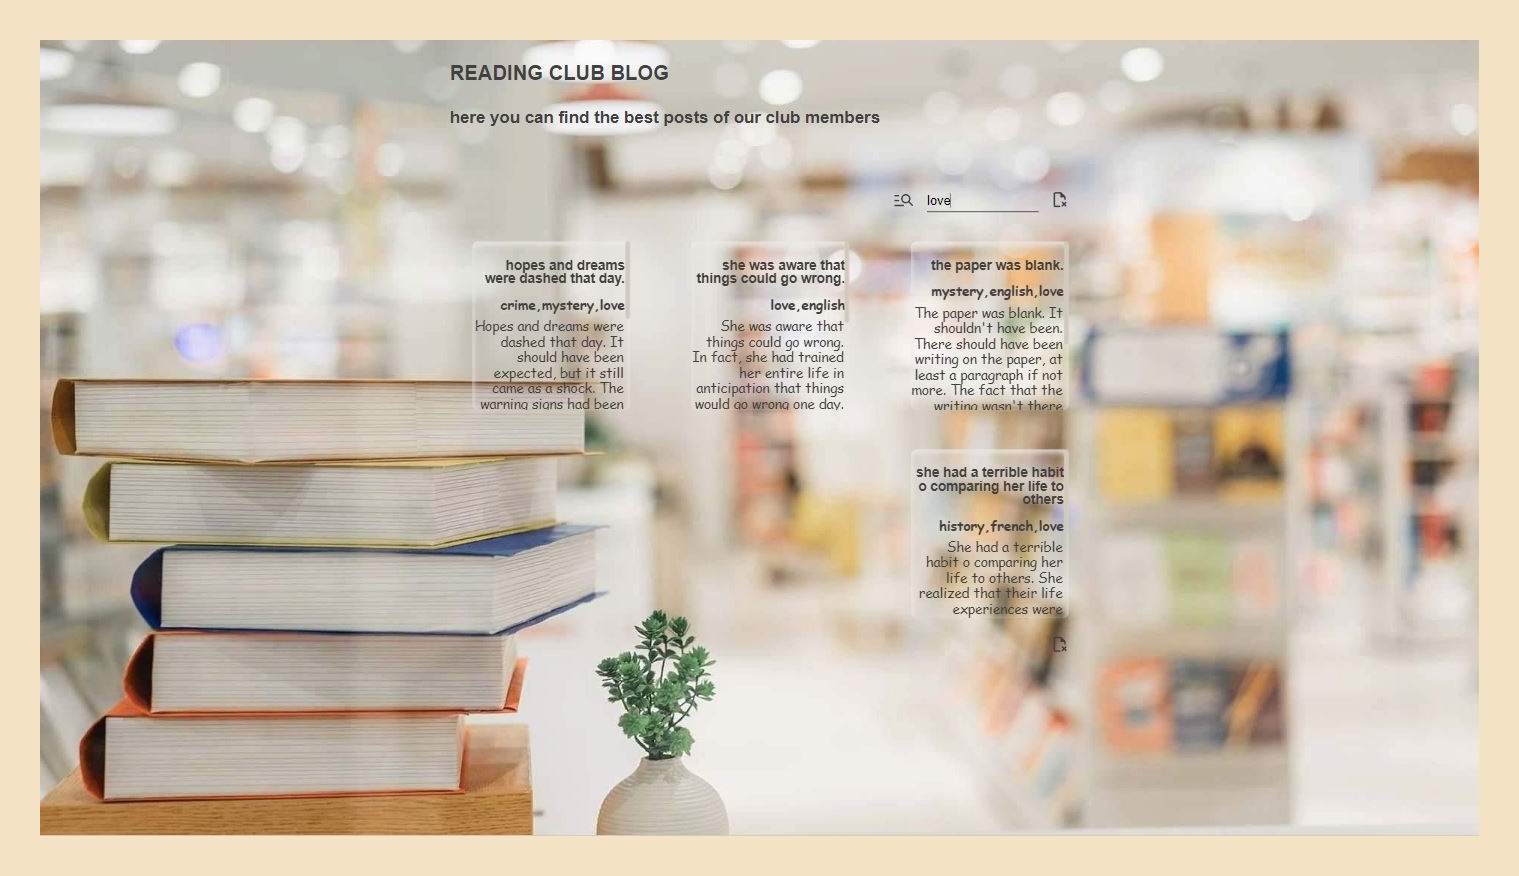 READING CLUB BLOG
here you can find the best posts of our club members
love
hopes and dreams
were dashed that day.
crime,mystery,love
Hopes and dreams were
dashed that day. It
should have been
expected, but it still
came as a shock. The
warning signs had been
she was aware that
things could go wrong.
love,english
She was aware that
things could go wrong.
In fact, she had trained
her entire life in
anticipation that things
would go wrong one day.
the paper was blank.
mystery,english,love
The paper was blank. It
shouldn't have been.
There should have been
writing on the paper, at
least a paragraph if not
more. The fact that the
writing wasn't there
she had a terrible habit
o comparing her life to
others
history,french,love
She had a terrible
habit o comparing her
life to others. She
realized that their life
experiences were